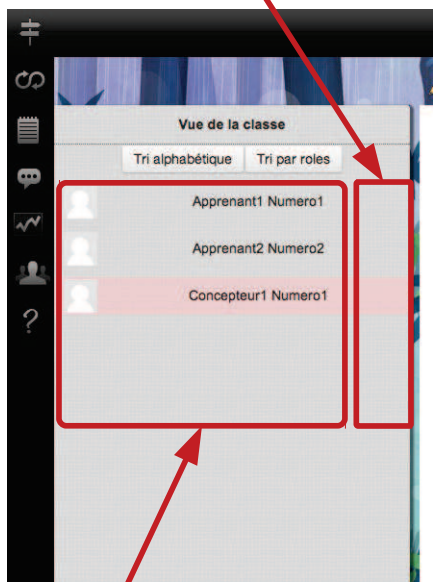 Vue de la classe
Tri alphabétique Tri par roles
Apprenant1 Numero1
Apprenant2 Numero2
Concepteur1 Numero1
?